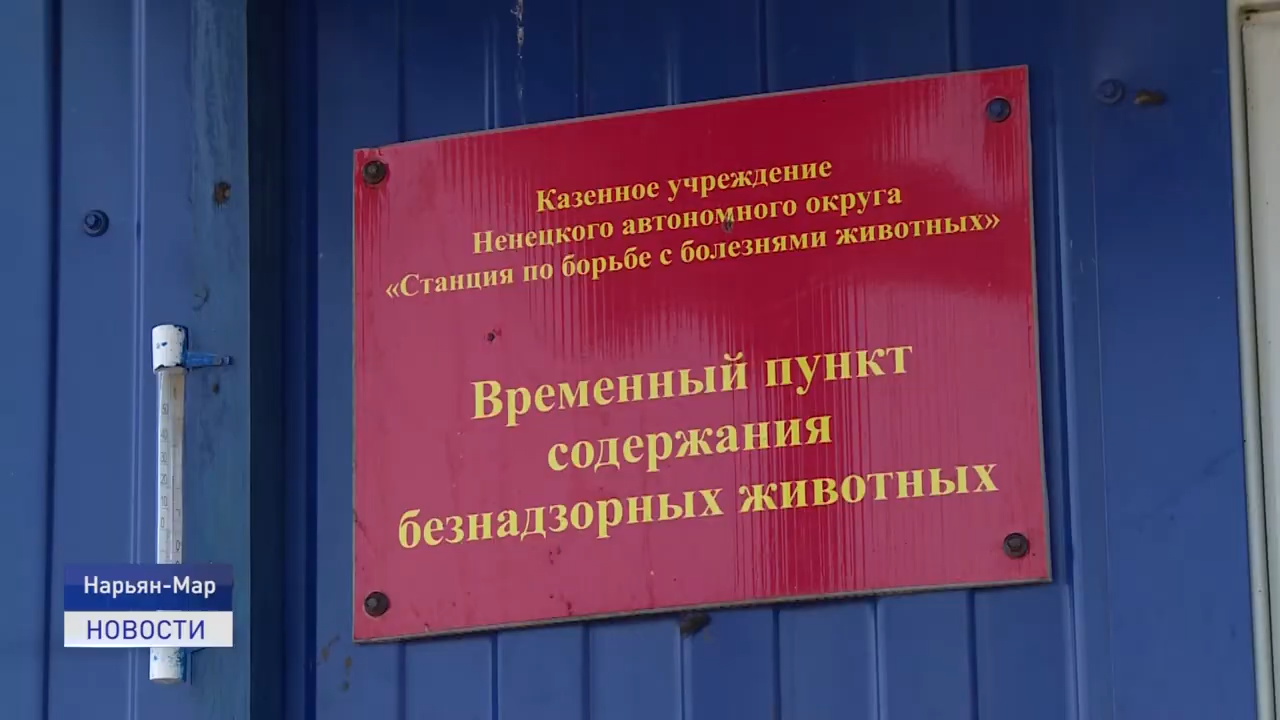 Казенное учреждение
Ненецкого автономного округа
«Станция по борьбе с болезнями животных»
Временный пункт
содержания
безнадзорных животных
Нарьян-Мар
НОВОСТИ